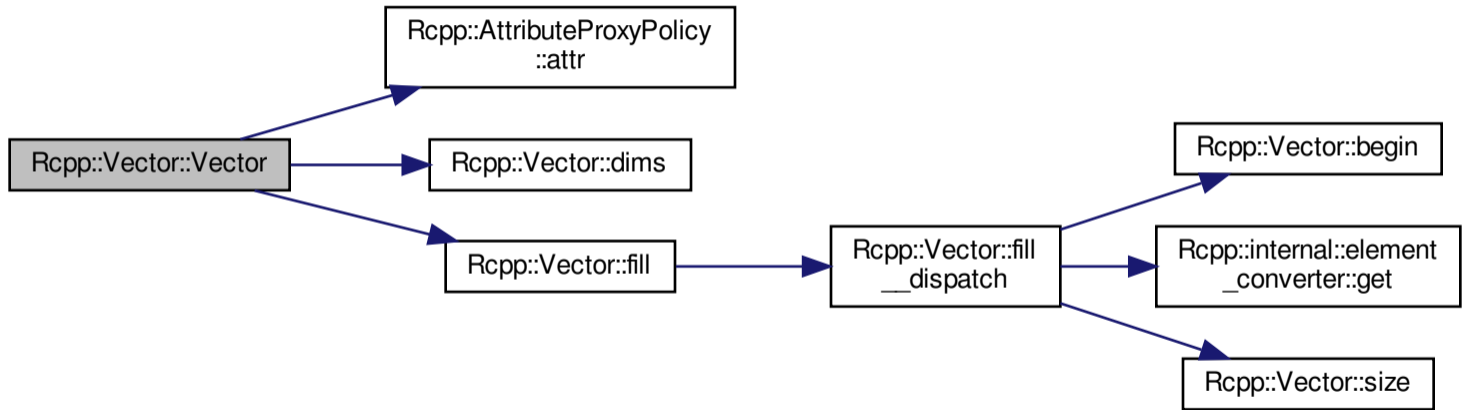 Rcpp::AttributeProxyPolicy
::attr
Rcpp::Vector::Vector
Rcpp::Vector::dims
Rcpp::Vector::fill
Rcpp::Vector::fill
__dispatch
Rcpp::Vector::begin
Rcpp::internal::element
_converter::get
Rcpp::Vector::size